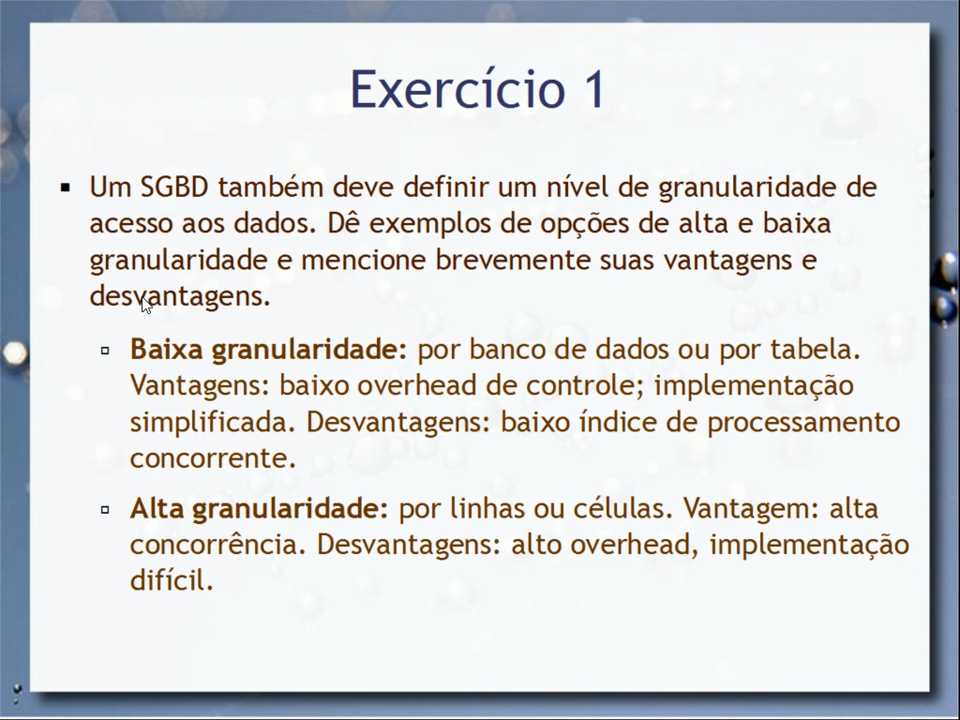 Exercício 1
Um SGBD também deve definir um nível de granularidade de
acesso aos dados. Dê exemplos de opções de alta e baixa
granularidade e mencione brevemente suas vantagens e
desvantagens.
Baixa granularidade: por banco de dados ou por tabela.
Vantagens: baixo overhead de controle; implementação
simplificada. Desvantagens: baixo índice de processamento
concorrente.
Alta granularidade: por linhas ou células. Vantagem: alta
concorrência. Desvantagens: alto overhead, implementação
difícil.